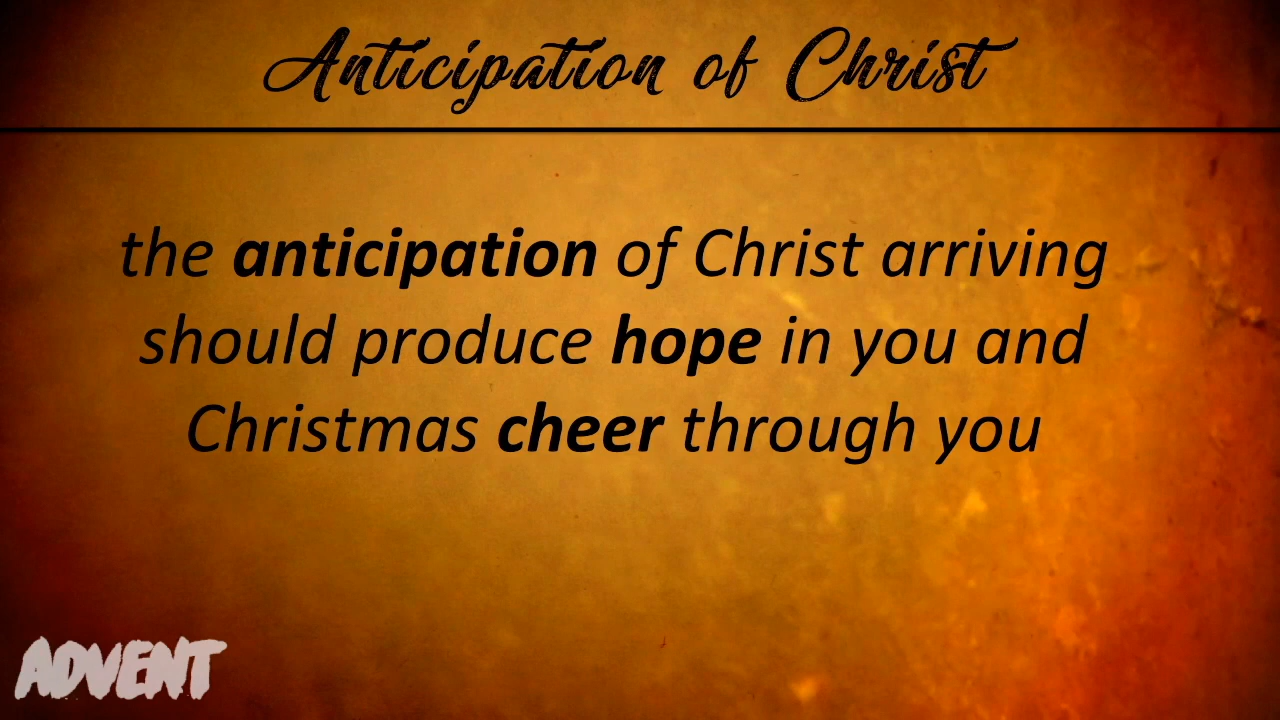 Anticipation of Christ
the anticipation of Christ arriving
should produce hope in you and
Christmas cheer through you
ADVENT